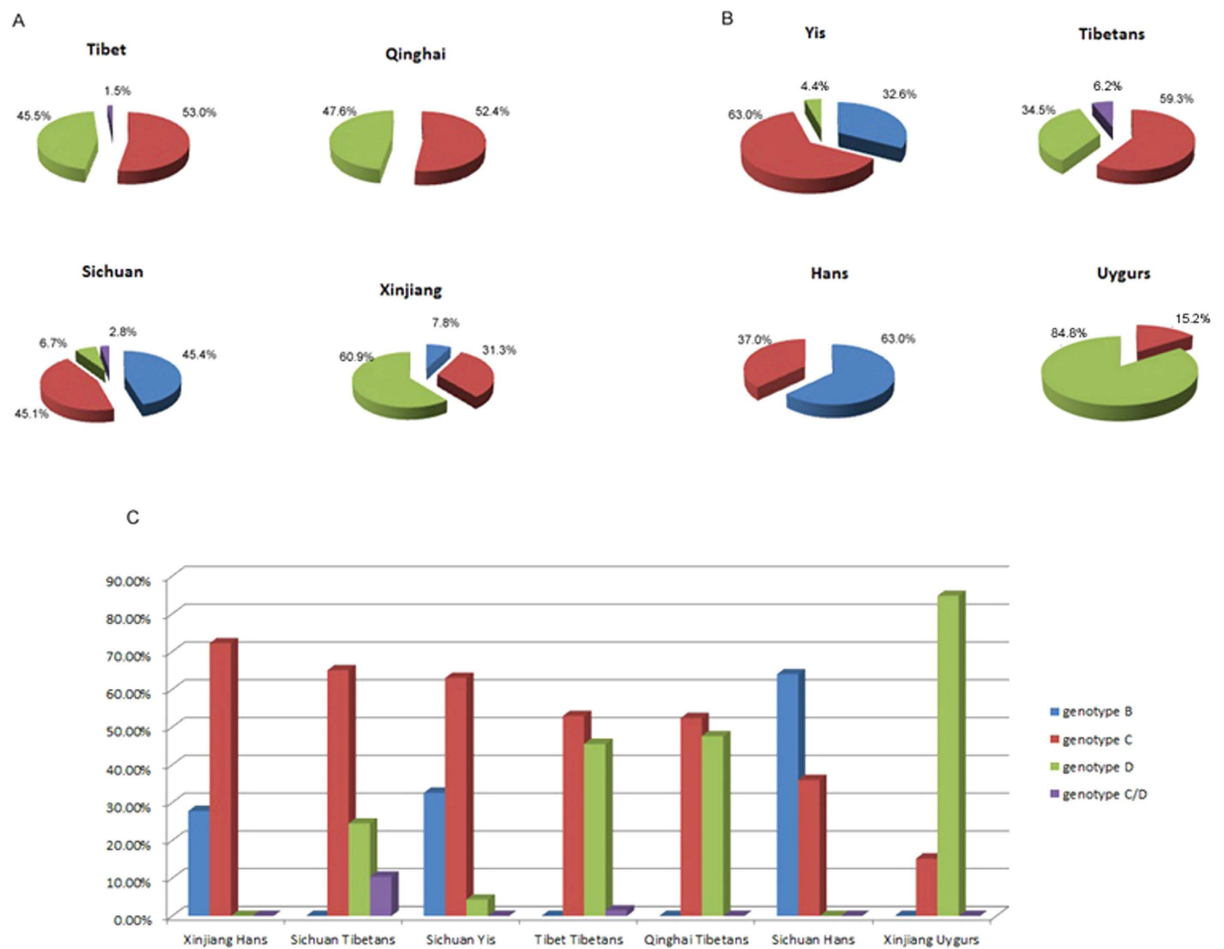 A
Tibet
1.5%
45.5%
53.0%
Qinghai
47.6%
52.4%
Sichuan
2.8%
6.7%
45.4%
45.1%
Xinjiang
7.8%
31.3%
60.9%
B
Yis
4.4%
32.6%
63.0%
Tibetans
6.2%
34.5%
59.3%
Hans
37.0%
63.0%
Uygurs
15.2%
84.8%
C
90.00%
80.00%
70.00%
60.00%
50.00%
40.00%
30.00%
20.00%
10.00%
0.00%
Xinjiang Hans
Sichuan Tibetans
Sichuan Yis
Tibet Tibetans
Qinghai Tibetans
Sichuan Hans
Xinjiang Uygurs
genotype B
genotype C
genotype D
genotype C/D